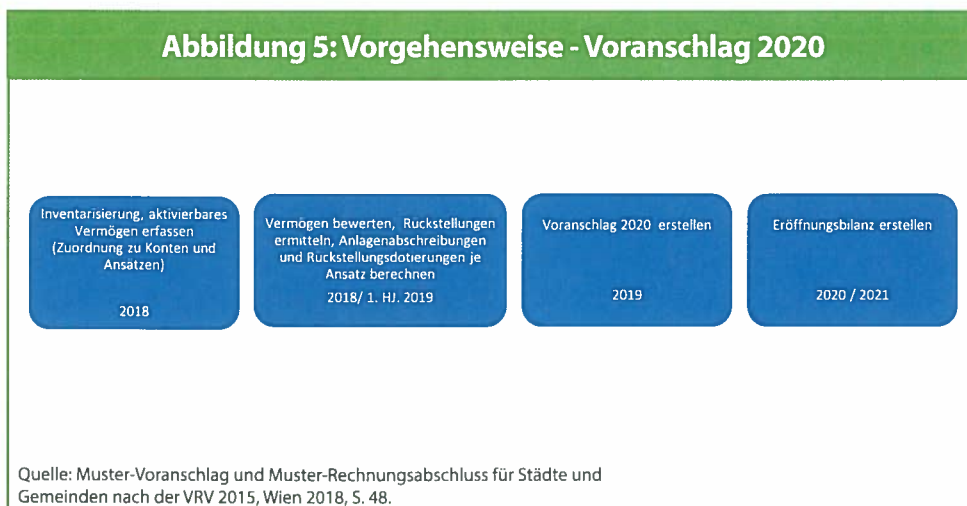 Abbildung 5: Vorgehensweise - Voranschlag 2020
Inventarisierung, aktivierbares
Vermögen erfassen
(Zuordnung zu Konten und
Ansätzen)
2018
Vermögen bewerten, Rückstellungen
ermitteln, Anlagenabschreibungen
und Rückstellungsdotierungen je
Ansatz berechnen
2018/ 1. HJ. 2019
Voranschlag 2020 erstellen
2019
Eröffnungsbilanz erstellen
2020 / 2021
Quelle: Muster-Voranschlag und Muster-Rechnungsabschluss für Städte und
Gemeinden nach der VRV 2015, Wien 2018, S. 48.